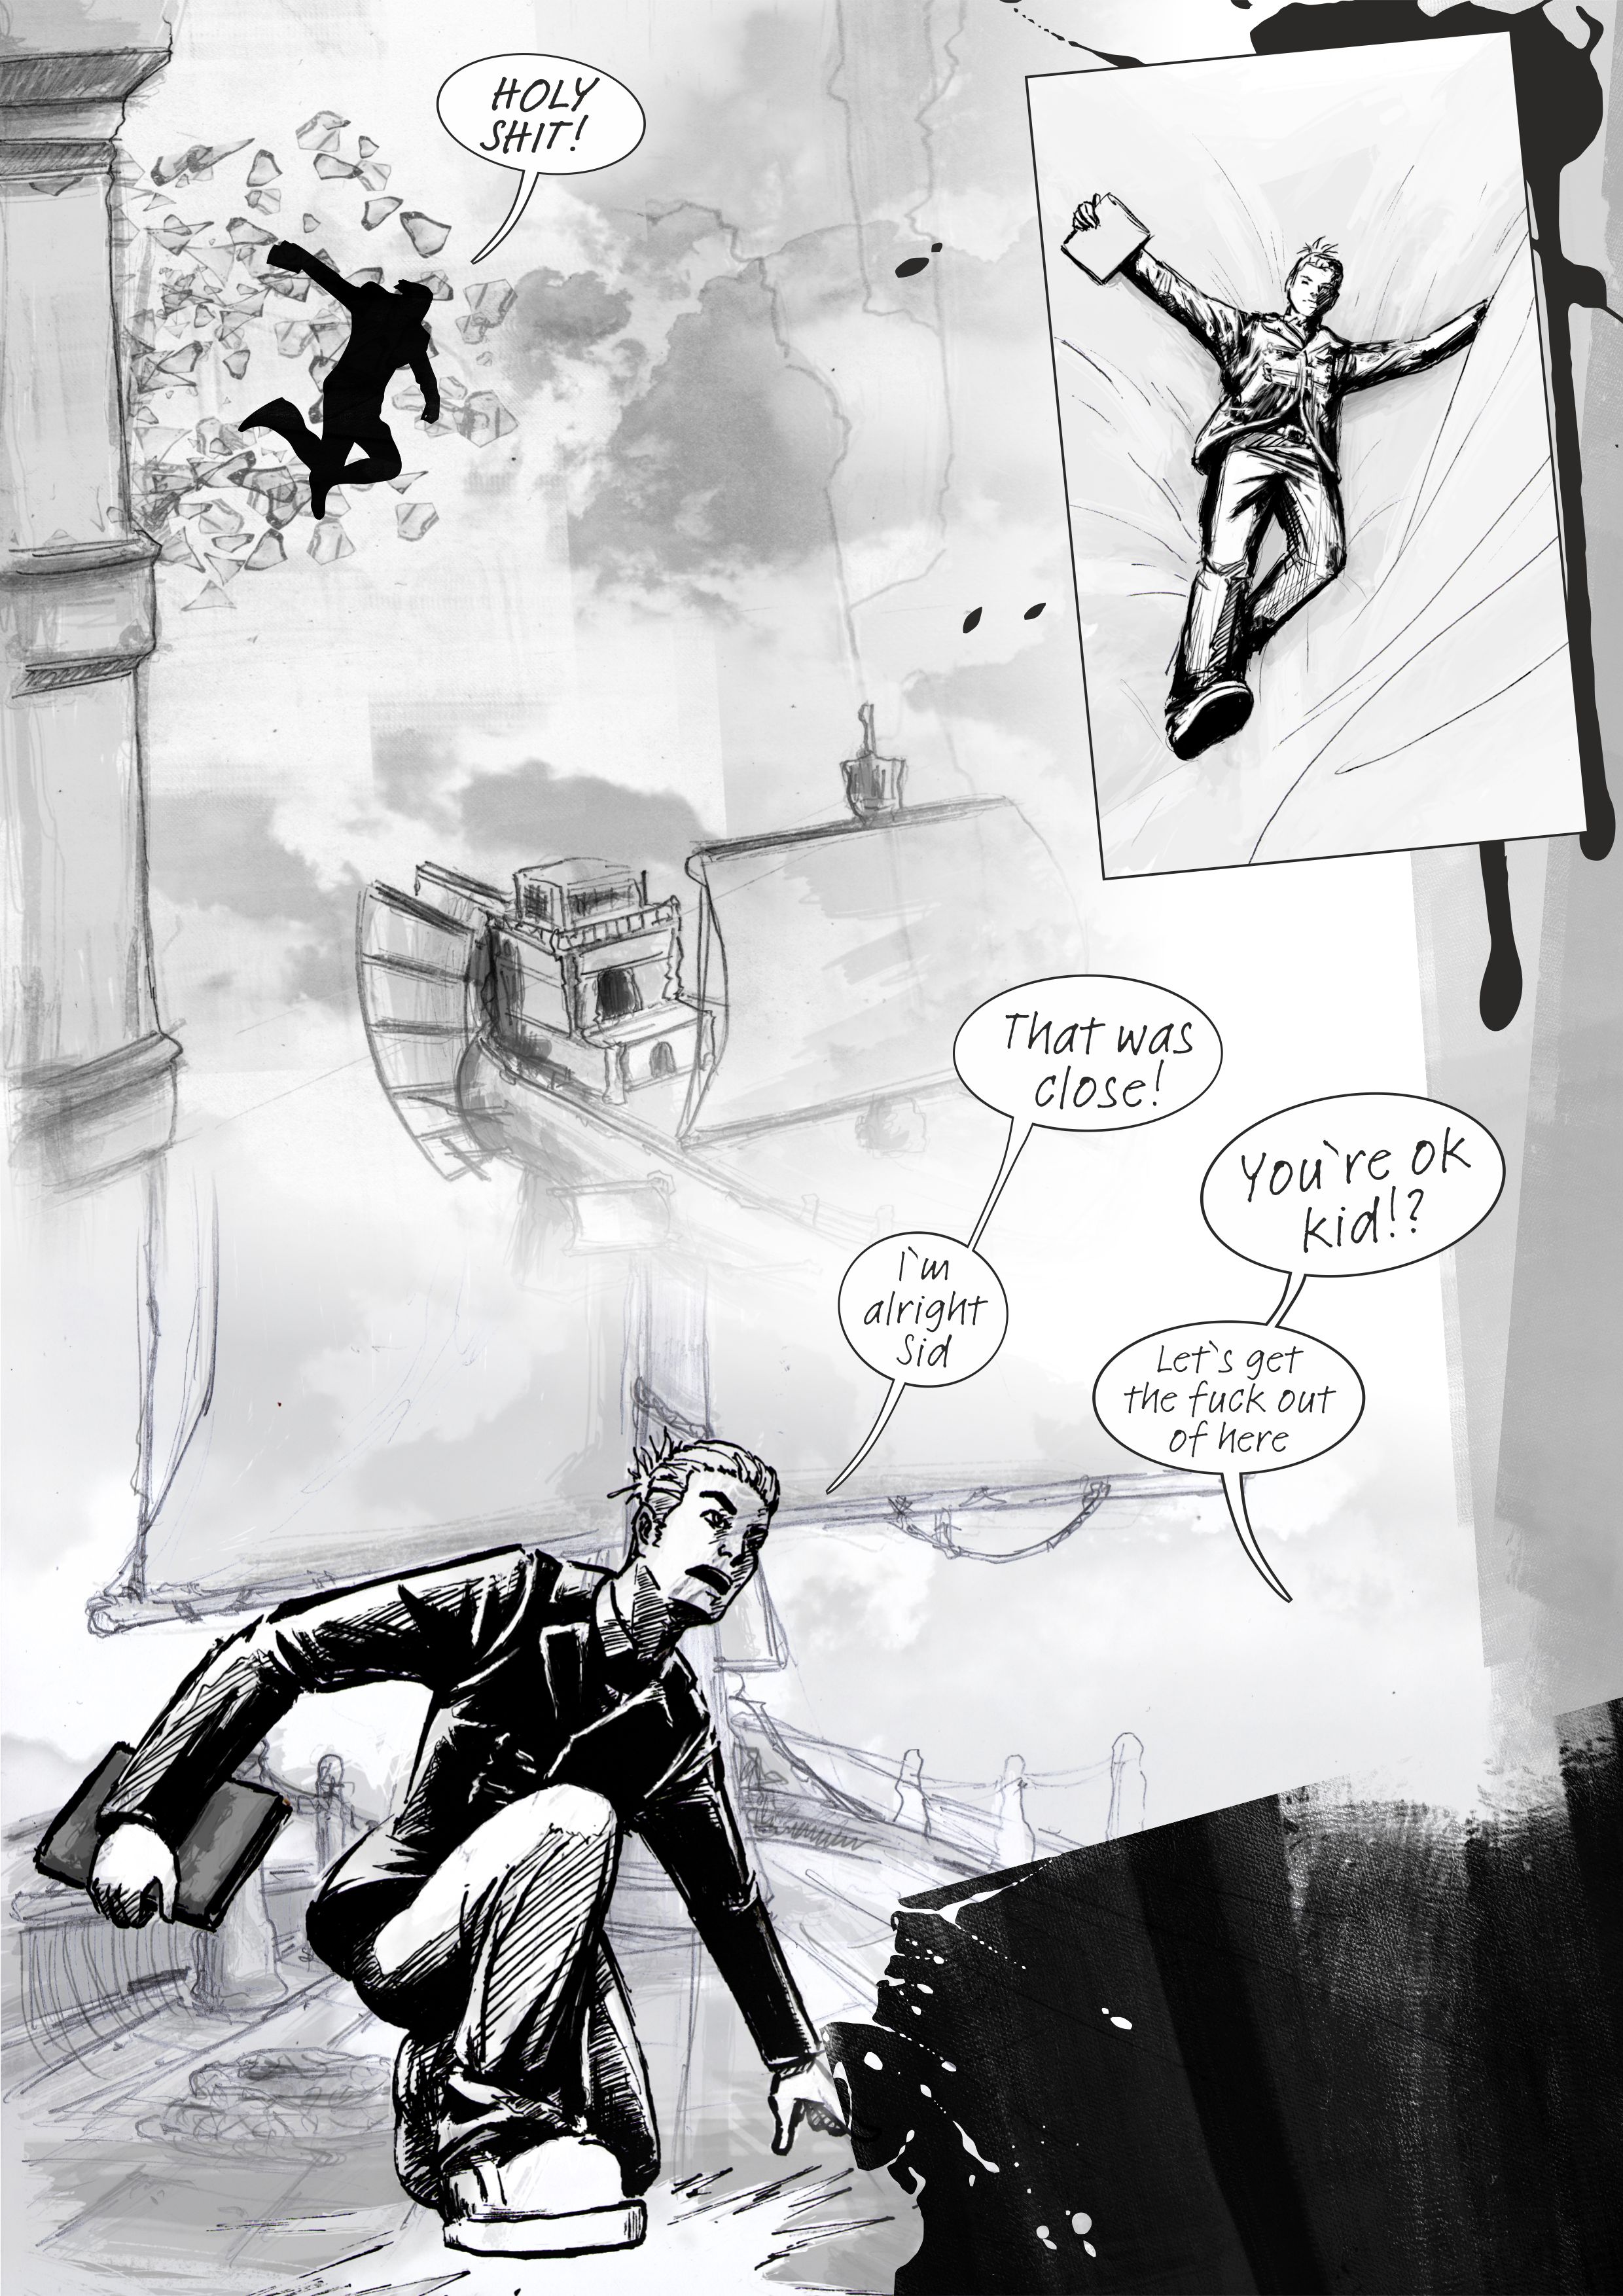 HOLY
SHIT!
That was
close!
I`m
alright
Sid
You`re ok
kid!?
Let`s get
the fuck out
of here